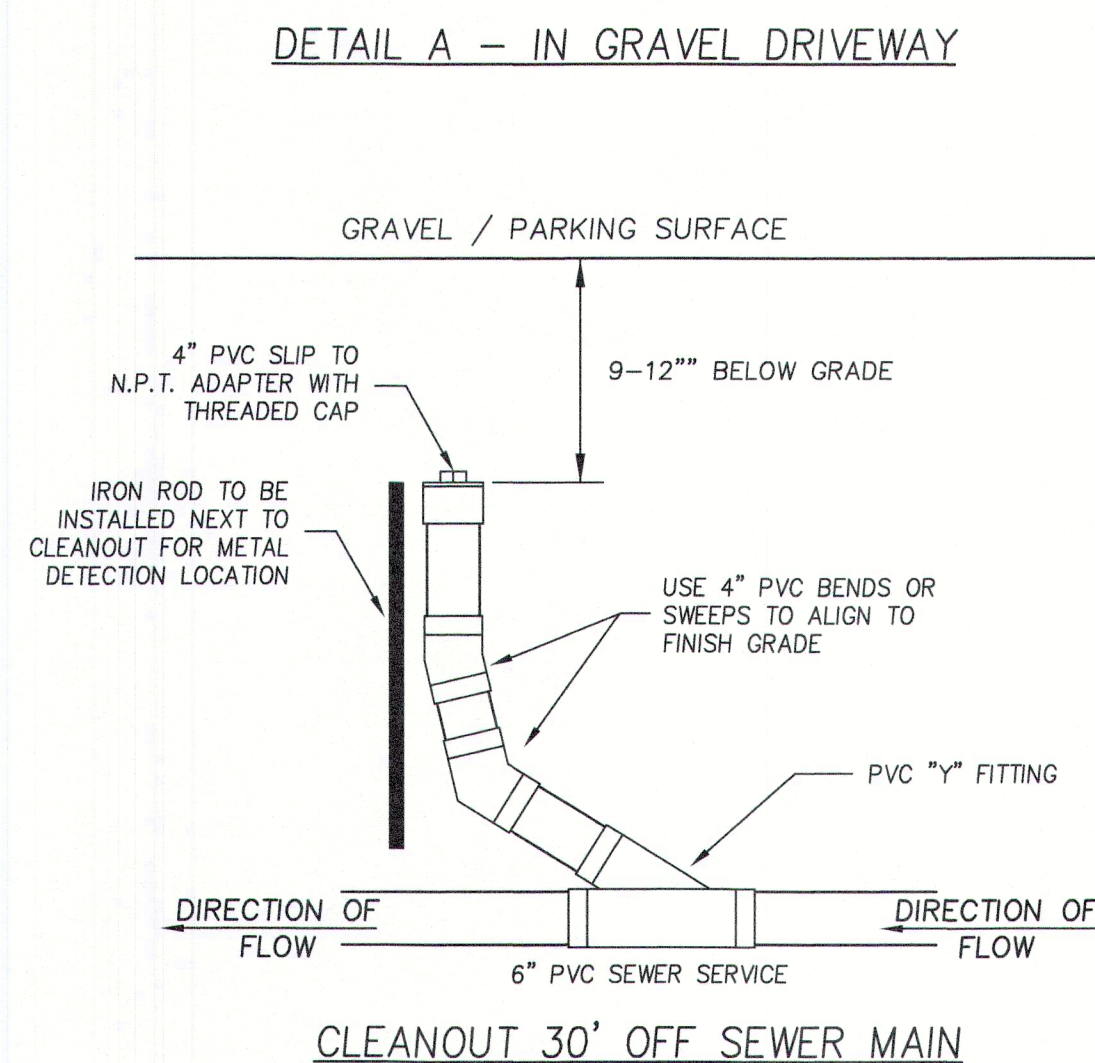 DETAIL A – IN GRAVEL DRIVEWAY
GRAVEL / PARKING SURFACE
4" PVC SLIP TO
N.P.T. ADAPTER WITH
THREADED CAP
9–12"" BELOW GRADE
IRON ROD TO BE
INSTALLED NEXT TO
CLEANOUT FOR METAL
DETECTION LOCATION
USE 4" PVC BENDS OR
SWEEPS TO ALIGN TO
FINISH GRADE
PVC "Y" FITTING
DIRECTION OF
FLOW
DIRECTION OF
FLOW
6" PVC SEWER SERVICE
CLEANOUT 30' OFF SEWER MAIN